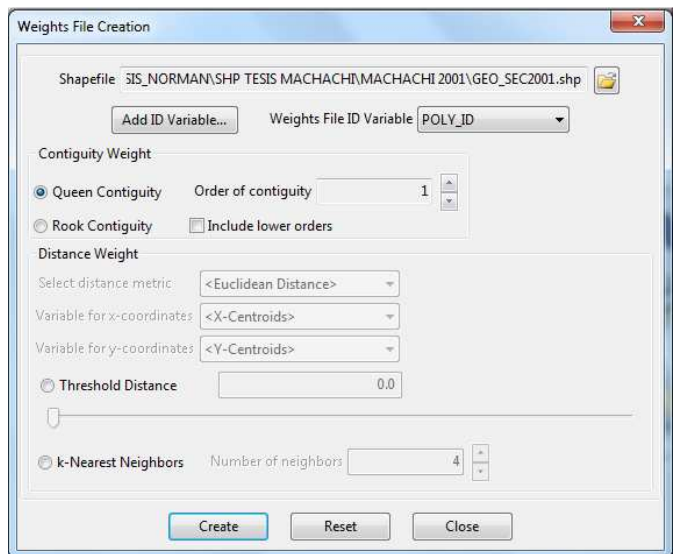 Weights File Creation
Shapefile SIS_NORMAN\SHP TESIS MACHACHI\MACHACHI 2001\GEO_SEC2001.shp
Add ID Variable... Weights File ID Variable POLY_ID
Contiguity Weight
Queen Contiguity Order of contiguity 1
Rook Contiguity Include lower orders
Distance Weight
Select distance metric <Euclidean Distance>
Variable for x-coordinates <X-Centroids>
Variable for y-coordinates <Y-Centroids>
Threshold Distance 0.0
k-Nearest Neighbors Number of neighbors 4
Create Reset Close